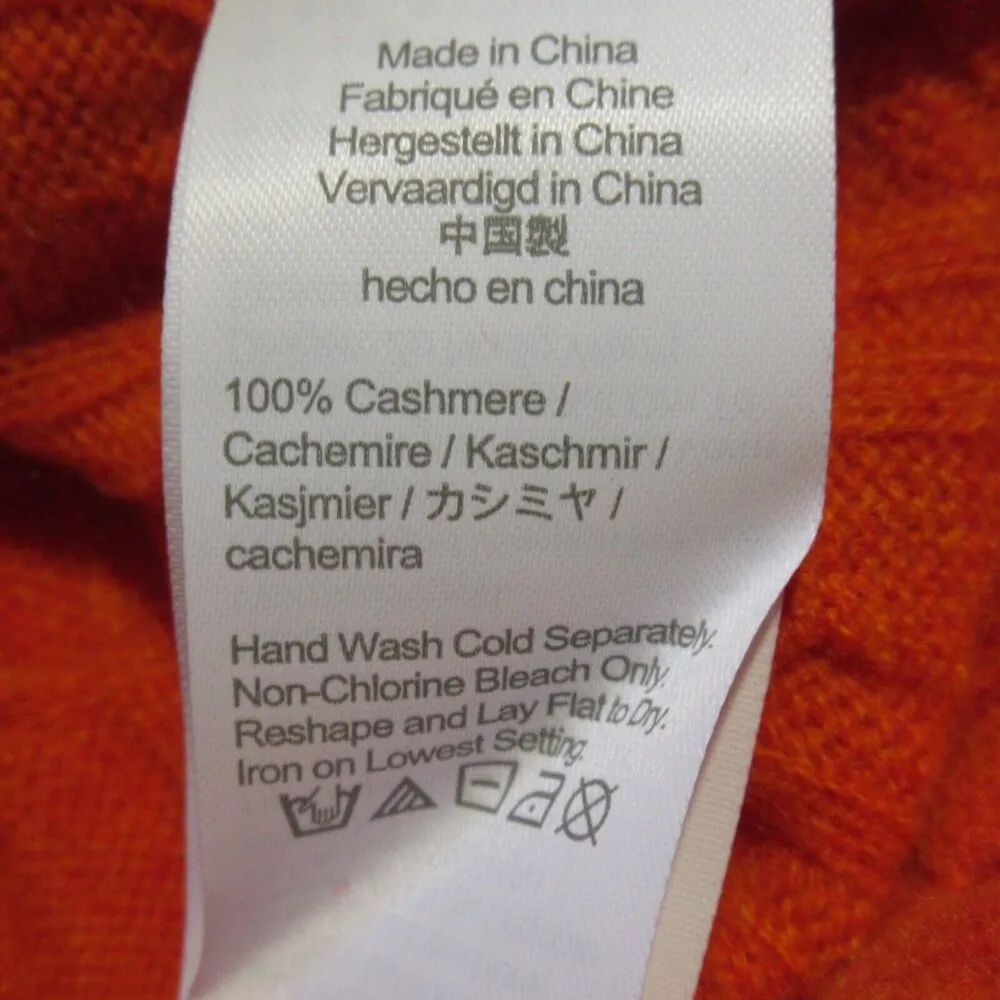 Made in China
Fabriqué en Chine
Hergestellt in China
Vervaardigd in China
中国製
hecho en china
100% Cashmere /
Cachemire / Kaschmir /
Kasjmier / カシミヤ /
cachemira
Hand Wash Cold Separately.
Non-Chlorine Bleach Only.
Reshape and Lay Flat to Dry.
Iron on Lowest Setting.